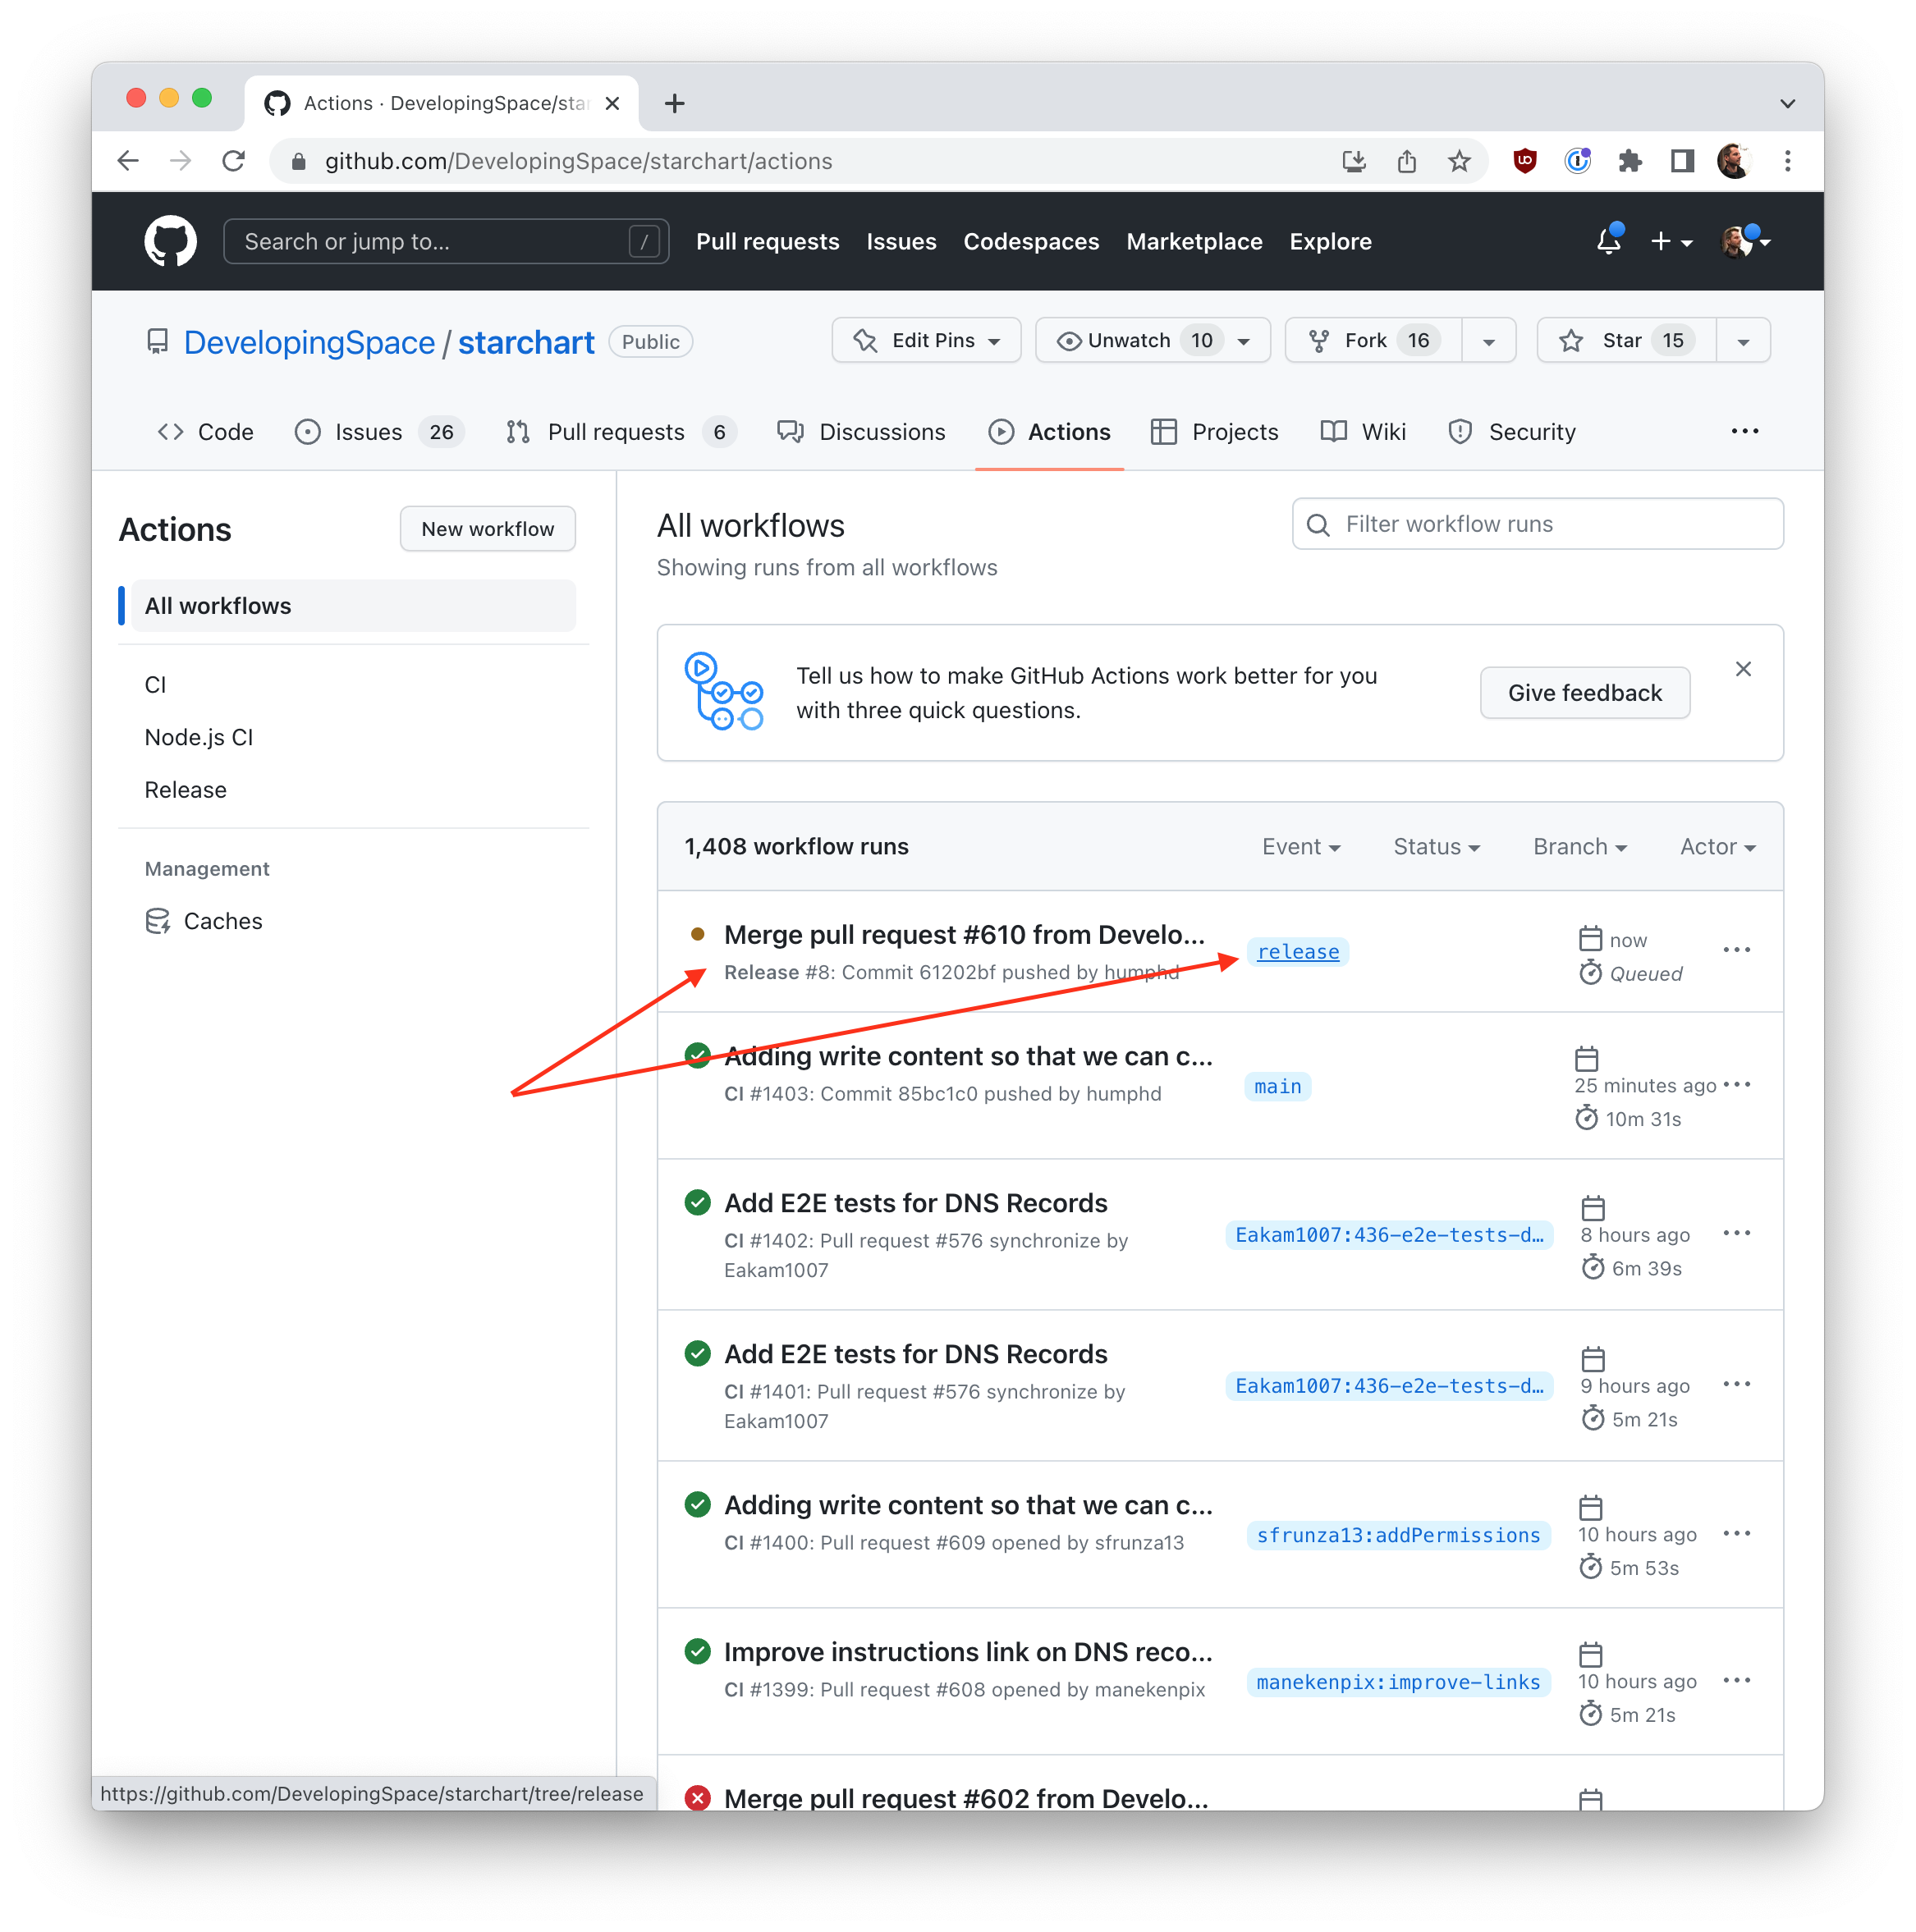 Actions · DevelopingSpace/star
github.com/DevelopingSpace/starchart/actions
Search or jump to... /
Pull requests Issues Codespaces Marketplace Explore
DevelopingSpace / starchart Public
Edit Pins Unwatch 10 Fork 16 Star 15
Code Issues 26 Pull requests 6 Discussions Actions Projects Wiki Security
Actions
New workflow
All workflows
CI
Node.js CI
Release
Management
Caches
All workflows
Filter workflow runs
Showing runs from all workflows
Tell us how to make GitHub Actions work better for you
with three quick questions.
Give feedback
1,408 workflow runs Event Status Branch Actor
Merge pull request #610 from Develo...
Release #8: Commit 61202bf pushed by humphd
release
now
Queued
Adding write content so that we can c...
CI #1403: Commit 85bc1c0 pushed by humphd
main
25 minutes ago
10m 31s
Add E2E tests for DNS Records
CI #1402: Pull request #576 synchronize by
Eakam1007
Eakam1007:436-e2e-tests-d...
8 hours ago
6m 39s
Add E2E tests for DNS Records
CI #1401: Pull request #576 synchronize by
Eakam1007
Eakam1007:436-e2e-tests-d...
9 hours ago
5m 21s
Adding write content so that we can c...
CI #1400: Pull request #609 opened by sfrunza13
sfrunza13:addPermissions
10 hours ago
5m 53s
Improve instructions link on DNS reco...
CI #1399: Pull request #608 opened by manekenpix
manekenpix:improve-links
10 hours ago
5m 21s
Merge pull request #602 from Develo...
https://github.com/DevelopingSpace/starchart/tree/release